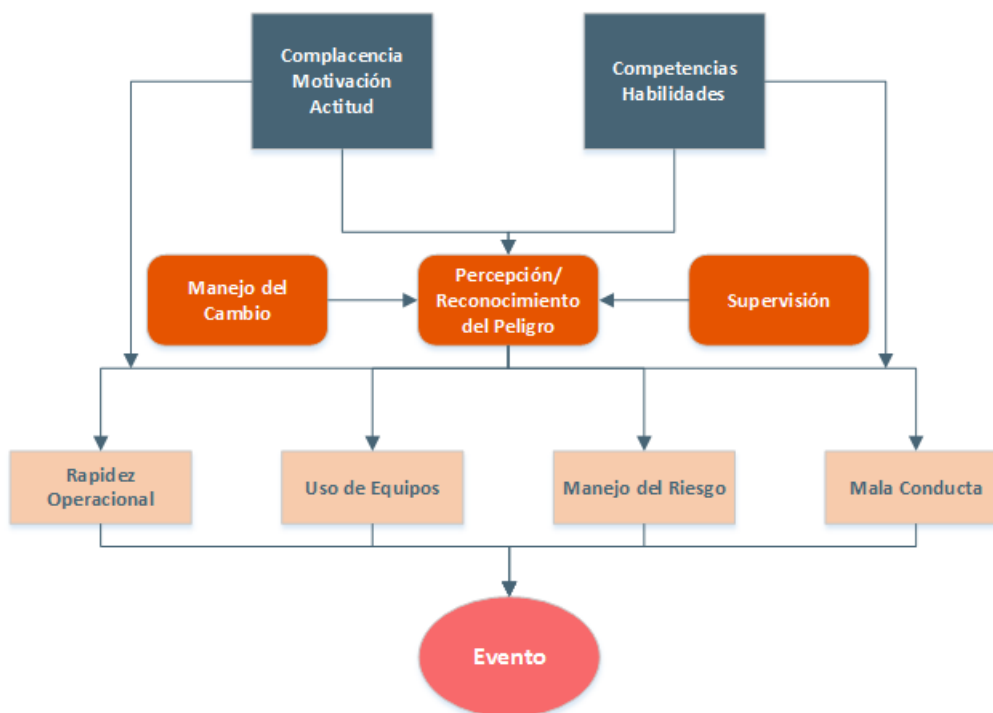 Complacencia
Motivación
Actitud
Competencias
Habilidades
Manejo del
Cambio
Percepción/
Reconocimiento
del Peligro
Supervisión
Rapidez
Operacional
Uso de Equipos
Manejo del Riesgo
Mala Conducta
Evento